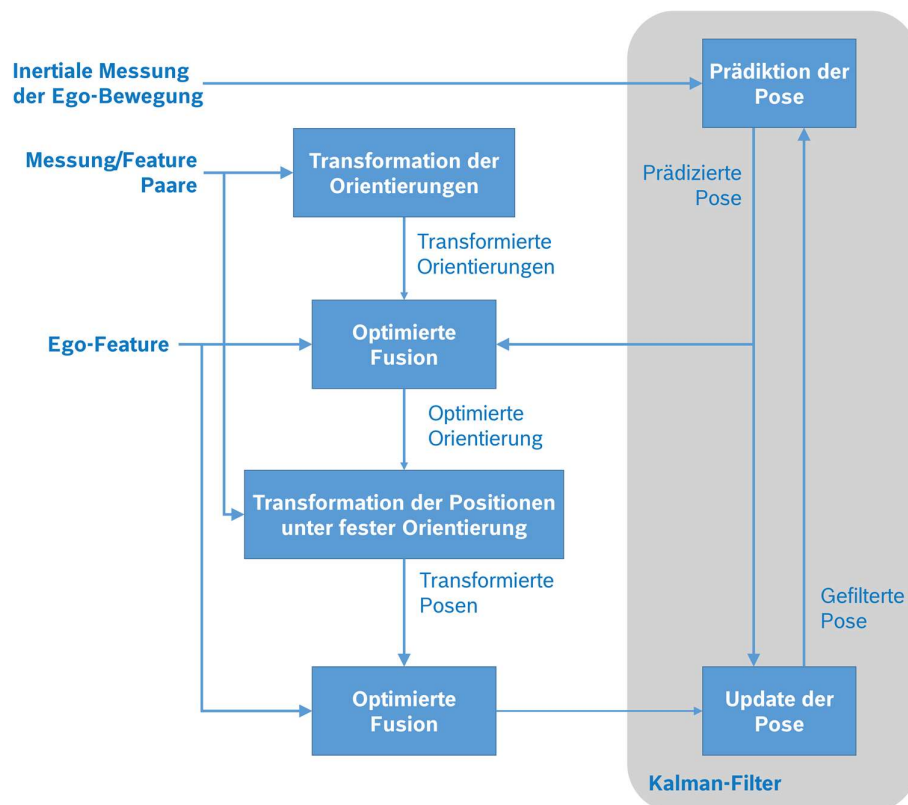 Inertiale Messung
der Ego-Bewegung
Prädiktion der
Pose
Messung/Feature
Paare
Transformation der
Orientierungen
Prädizierte
Pose
Transformierte
Orientierungen
Ego-Feature
Optimierte
Fusion
Optimierte
Orientierung
Transformation der Positionen
unter fester Orientierung
Transformierte
Posen
Gefilterte
Pose
Optimierte
Fusion
Update der
Pose
Kalman-Filter